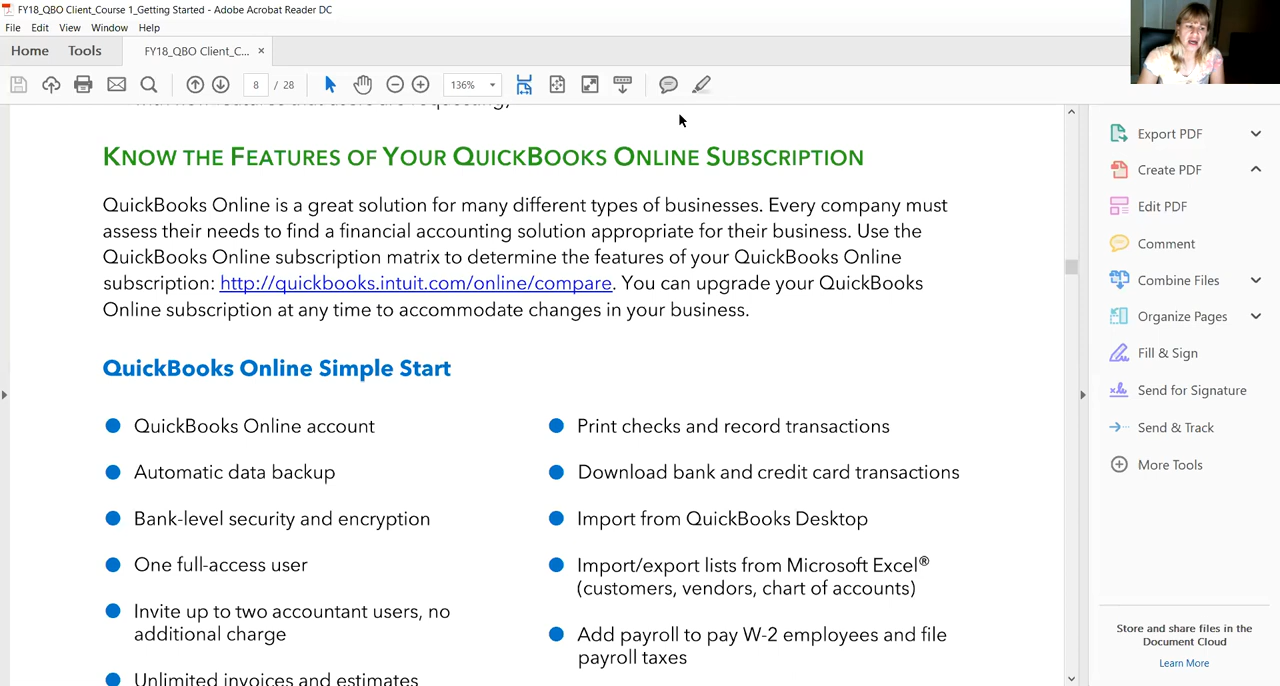 FY18_QBO Client_Course 1_Getting Started - Adobe Acrobat Reader DC
File Edit View Window Help
Home Tools FY18_QBO Client_C... ×
8 / 28 136%
with new features that users are requesting,
KNOW THE FEATURES OF YOUR QUICKBOOKS ONLINE SUBSCRIPTION
QuickBooks Online is a great solution for many different types of businesses. Every company must
assess their needs to find a financial accounting solution appropriate for their business. Use the
QuickBooks Online subscription matrix to determine the features of your QuickBooks Online
subscription: http://quickbooks.intuit.com/online/compare. You can upgrade your QuickBooks
Online subscription at any time to accommodate changes in your business.
QuickBooks Online Simple Start
QuickBooks Online account
Automatic data backup
Bank-level security and encryption
One full-access user
Invite up to two accountant users, no
additional charge
Unlimited invoices and estimates
Print checks and record transactions
Download bank and credit card transactions
Import from QuickBooks Desktop
Import/export lists from Microsoft Excel®
(customers, vendors, chart of accounts)
Add payroll to pay W-2 employees and file
payroll taxes
Export PDF
Create PDF
Edit PDF
Comment
Combine Files
Organize Pages
Fill & Sign
Send for Signature
Send & Track
More Tools
Store and share files in the
Document Cloud
Learn More